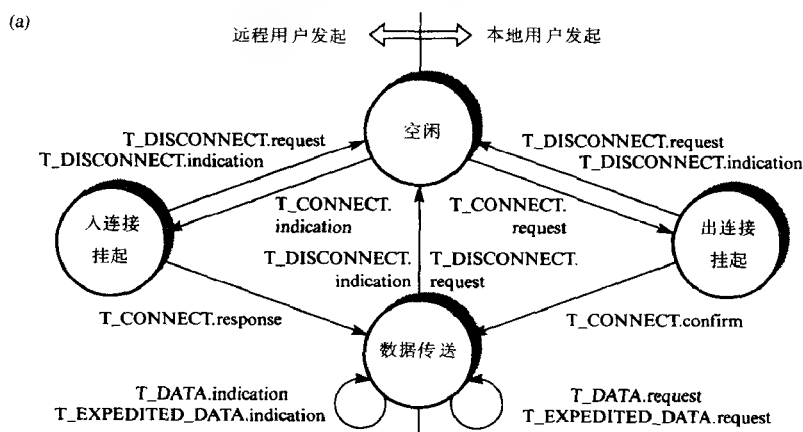 (a)
远程用户发起
本地用户发起
空闲
T_DISCONNECT.request
T_DISCONNECT.indication
T_DISCONNECT.request
T_DISCONNECT.indication
入连接
挂起
T_CONNECT.
indication
T_CONNECT.
request
出连接
挂起
T_DISCONNECT.
indication
T_DISCONNECT.
request
T_CONNECT.response
T_CONNECT.confirm
数据传送
T_DATA.indication
T_EXPEDITED_DATA.indication
T_DATA.request
T_EXPEDITED_DATA.request